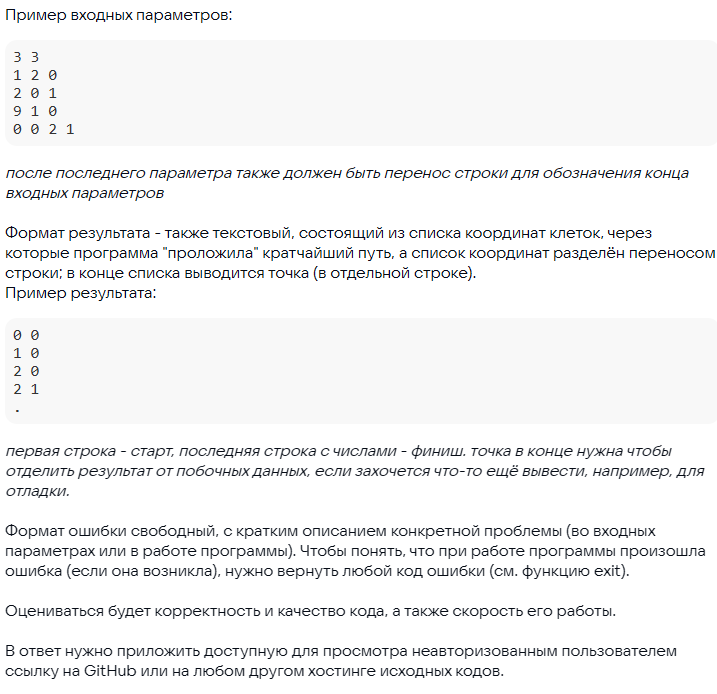 Пример входных параметров:
3 3
1 2 0
2 0 1
9 1 0
0 0 2 1
после последнего параметра также должен быть перенос строки для обозначения конца
входных параметров
Формат результата - также текстовый, состоящий из списка координат клеток, через
которые программа "проложила" кратчайший путь, а список координат разделён переносом
строки; в конце списка выводится точка (в отдельной строке).
Пример результата:
0 0
1 0
2 0
2 1
.
первая строка - старт, последняя строка с числами - финиш. точка в конце нужна чтобы
отделить результат от побочных данных, если захочется что-то ещё вывести, например, для
отладки.
Формат ошибки свободный, с кратким описанием конкретной проблемы (во входных
параметрах или в работе программы). Чтобы понять, что при работе программы произошла
ошибка (если она возникла), нужно вернуть любой код ошибки (см. функцию exit).
Оцениваться будет корректность и качество кода, а также скорость его работы.
В ответ нужно приложить доступную для просмотра неавторизованным пользователем
ссылку на GitHub или на любом другом хостинге исходных кодов.